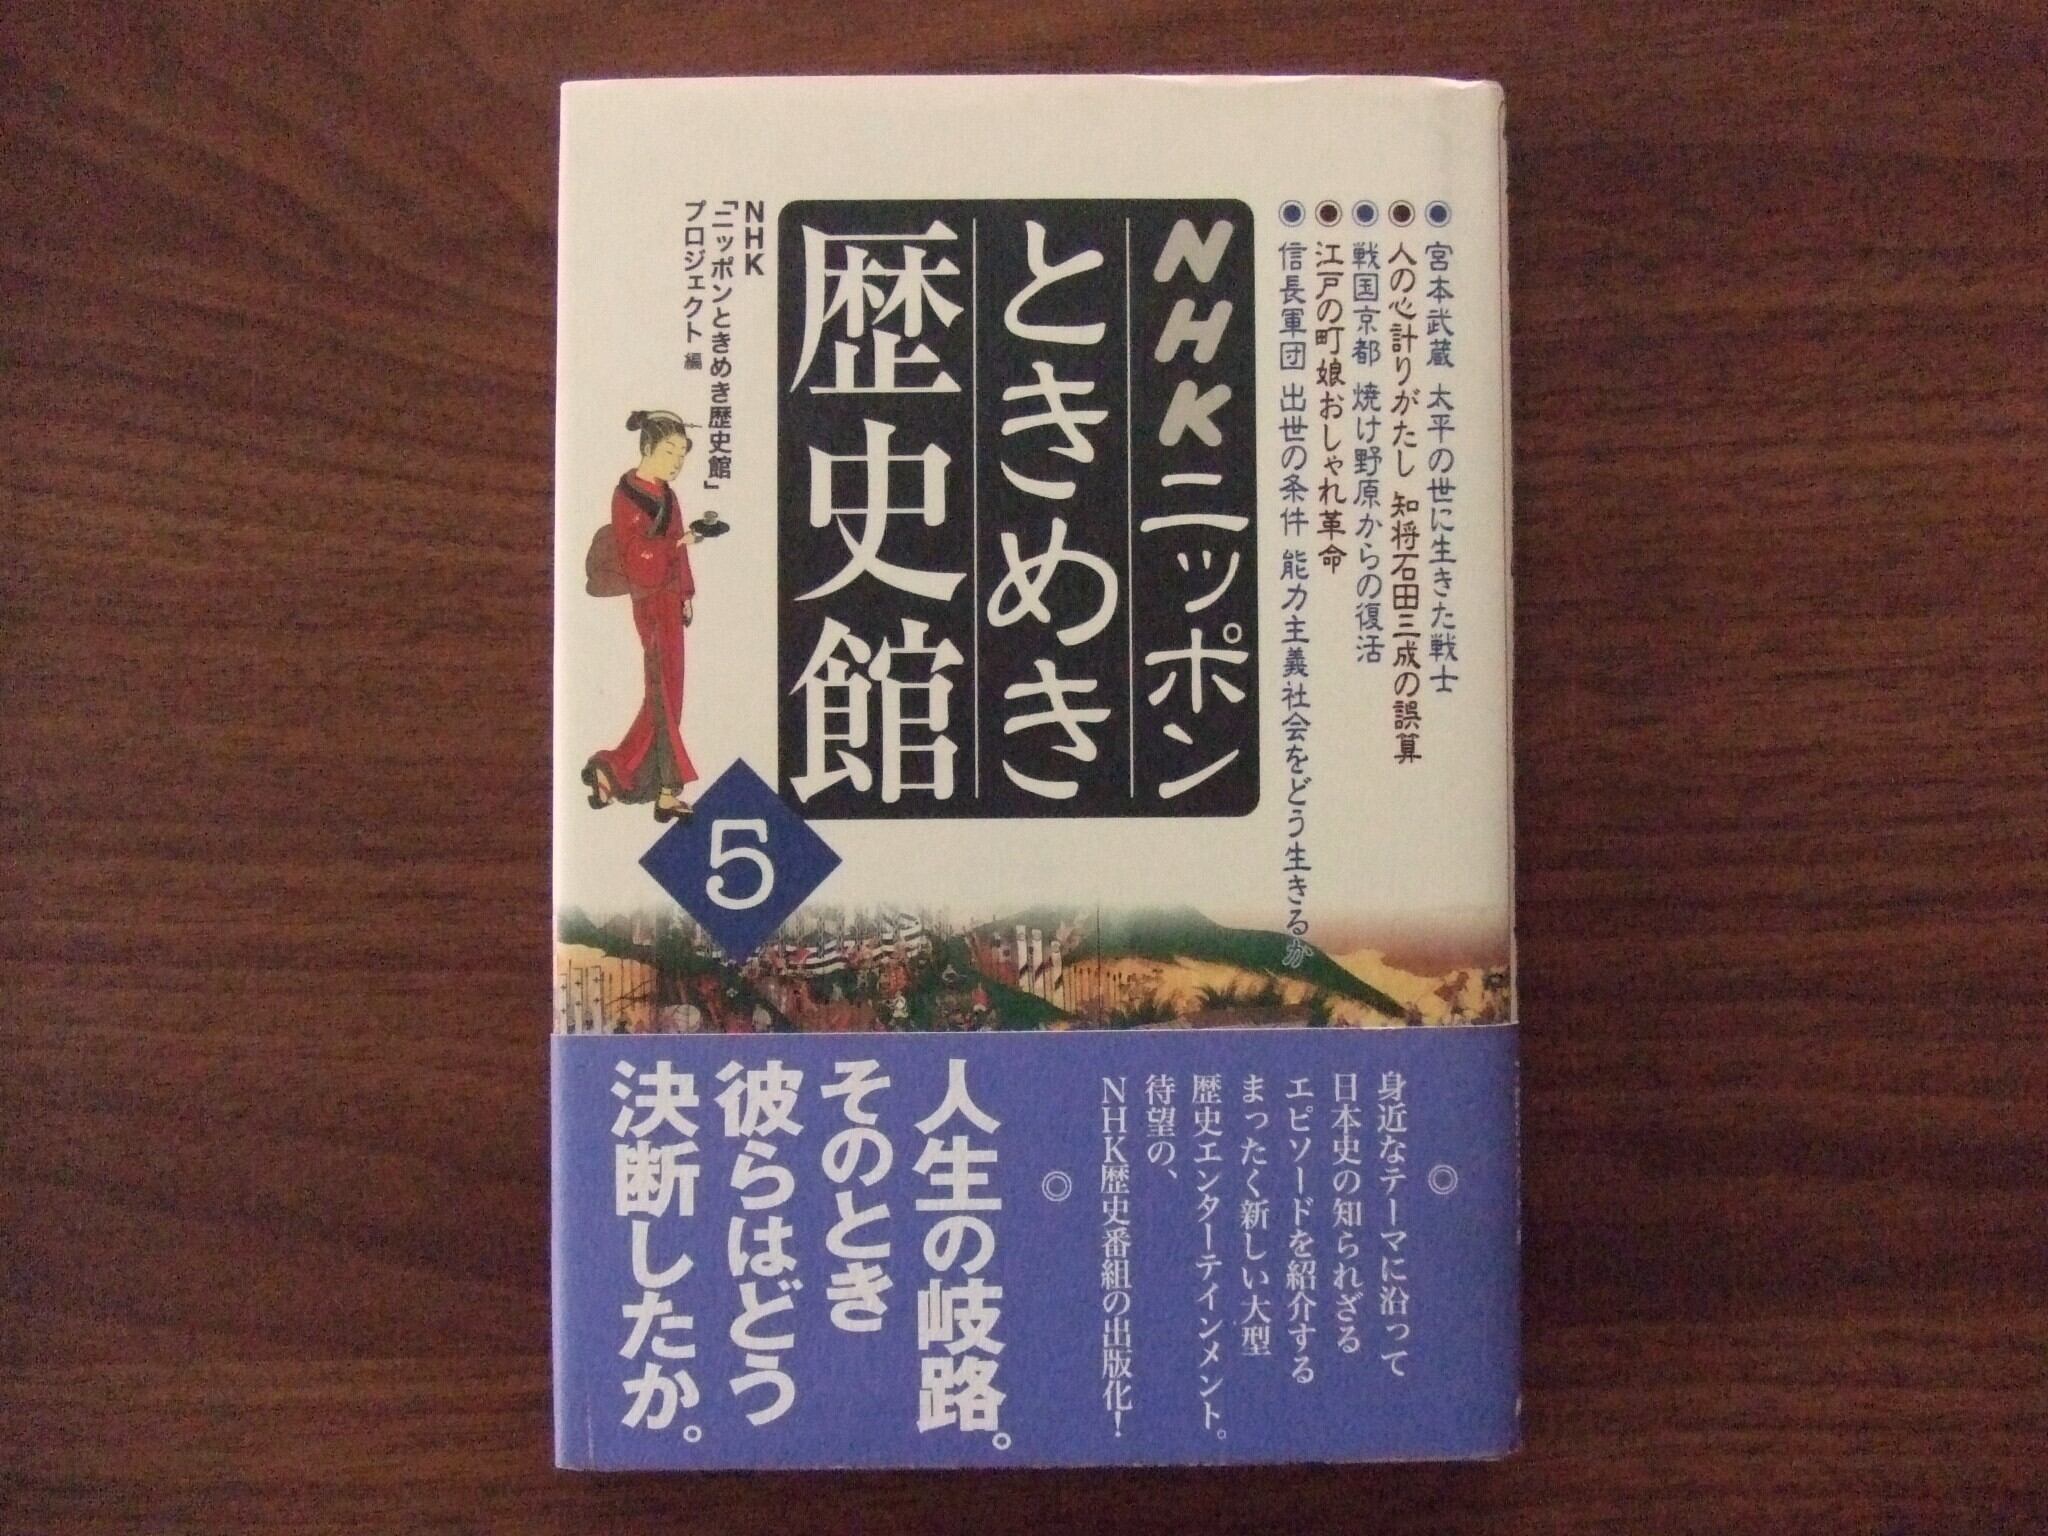 ◉宮本武蔵 太平の世に生きた戦士
◉人の心計りがたし 知将石田三成の誤算
◉戦国京都 焼け野原からの復活
◉江戸の町娘おしゃれ革命
◉信長軍団 出世の条件 能力主義社会をどう生きるか
NHKニッポン
ときめき
歴史館
NHK
「ニッポンときめき歴史館」
プロジェクト 編
5
◎
身近なテーマに沿って
日本史の知られざる
エピソードを紹介する
まったく新しい大型
歴史エンターテインメント。
待望の、
NHK歴史番組の出版化！
◎
人生の岐路。
そのとき
彼らはどう
決断したか。